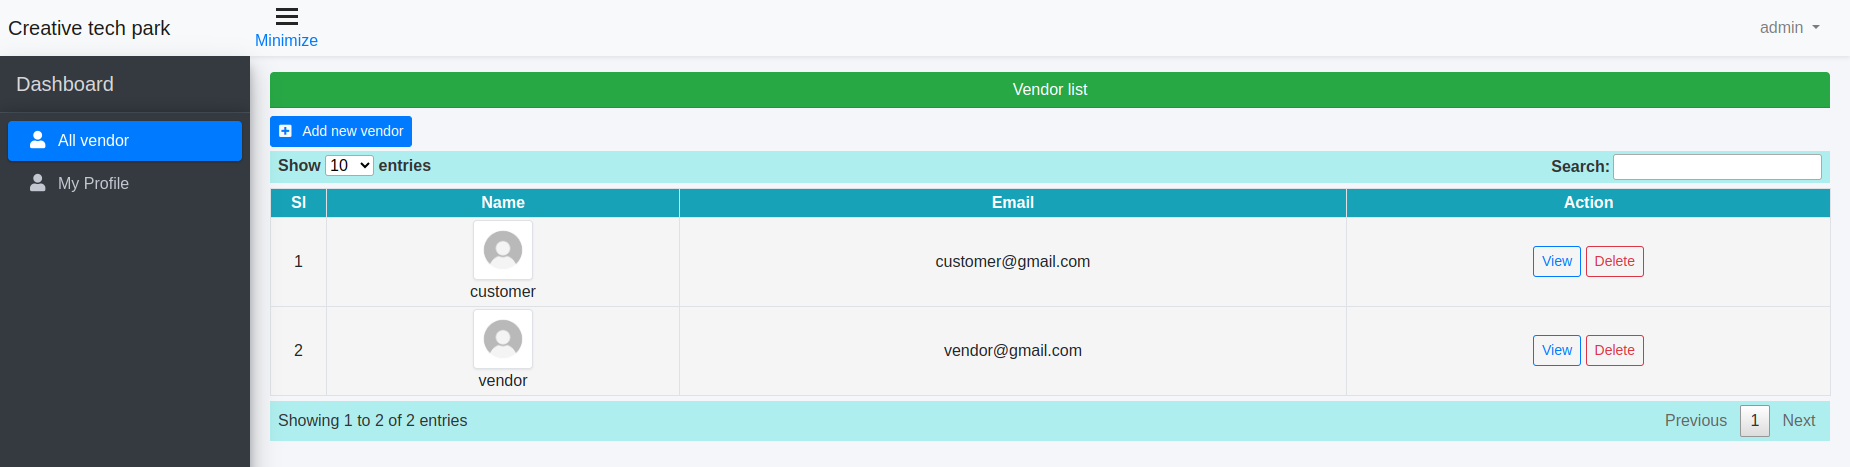 Creative tech park
Minimize
admin
Dashboard
All vendor
My Profile
Vendor list
Add new vendor
Show 10 entries
Search:
Sl Name Email Action
1 customer customer@gmail.com View Delete
2 vendor vendor@gmail.com View Delete
Showing 1 to 2 of 2 entries
Previous 1 Next